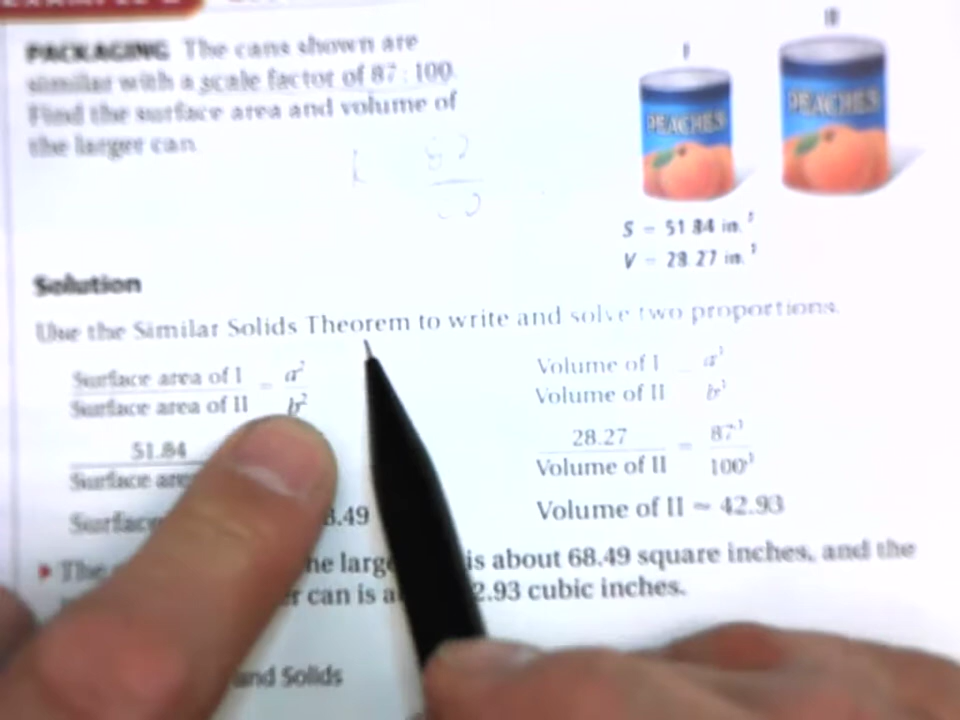 PACKAGING The cans shown are
similar with a scale factor of 87 : 100.
Find the surface area and volume of
the larger can.
I
II
PEACHES
PEACHES
S = 51.84 in.²
V = 28.27 in.³
Solution
Use the Similar Solids Theorem to write and solve two proportions.
Surface area of I / Surface area of II = a² / b²
Volume of I / Volume of II = a³ / b³
51.84
Surface
28.27 / Volume of II = 87³ / 100³
Surface 8.49
Volume of II ≈ 42.93
The is about 68.49 square inches, and the
can is 2.93 cubic inches.
and Solids